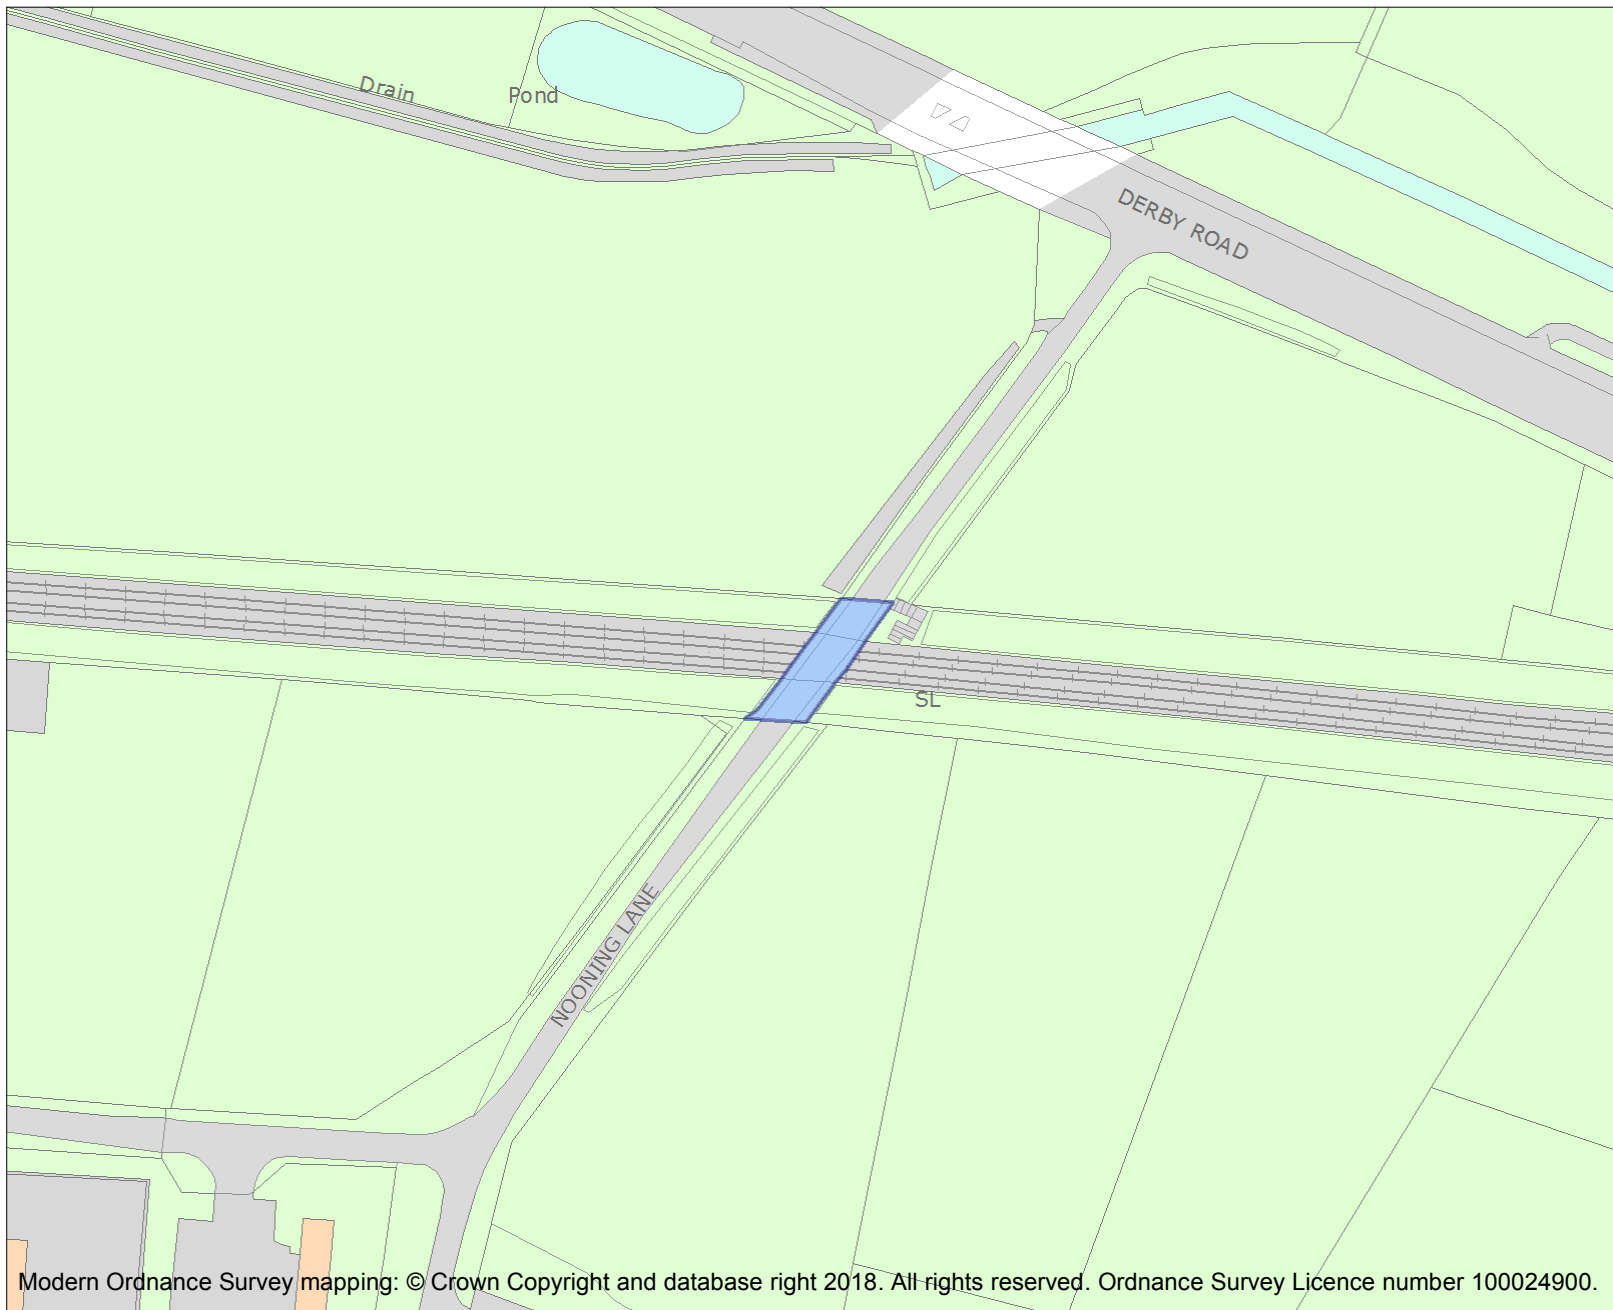 Drain
Pond
DERBY ROAD
SL
NOONING LANE
Modern Ordnance Survey mapping: © Crown Copyright and database right 2018. All rights reserved. Ordnance Survey Licence number 100024900.